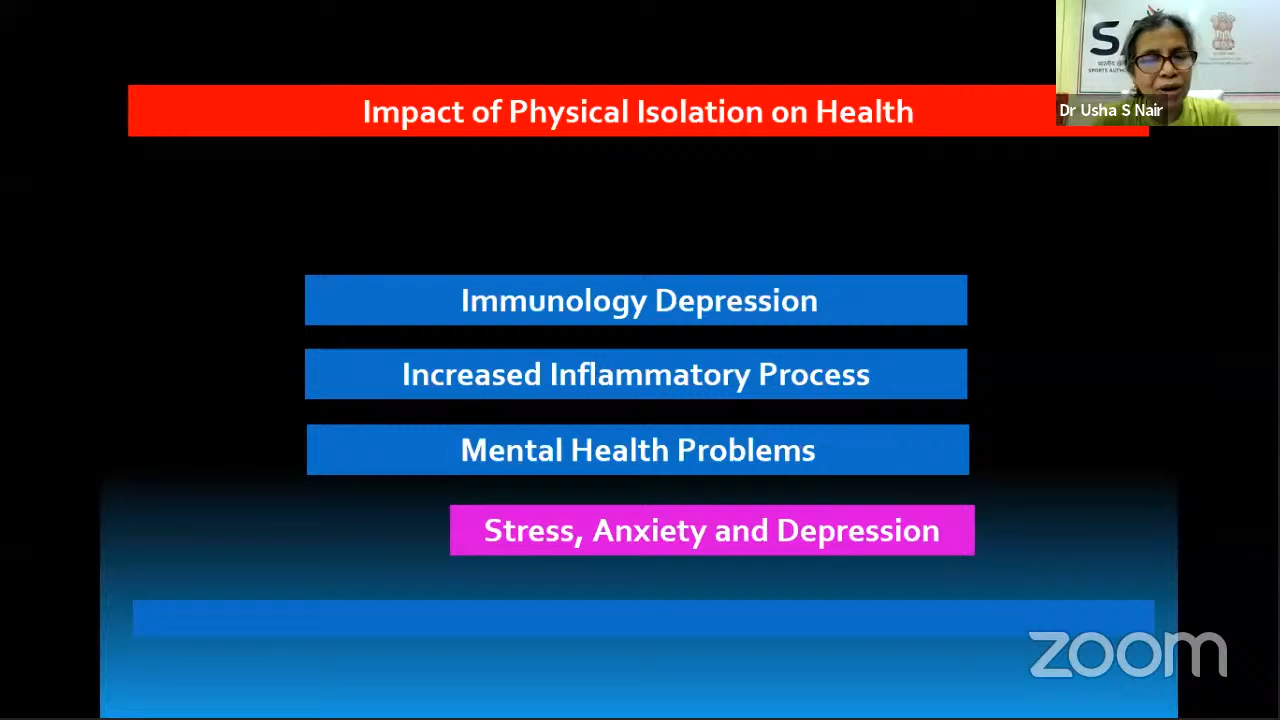 Impact of Physical Isolation on Health
Dr Usha S Nair
Immunology Depression
Increased Inflammatory Process
Mental Health Problems
Stress, Anxiety and Depression
zoom